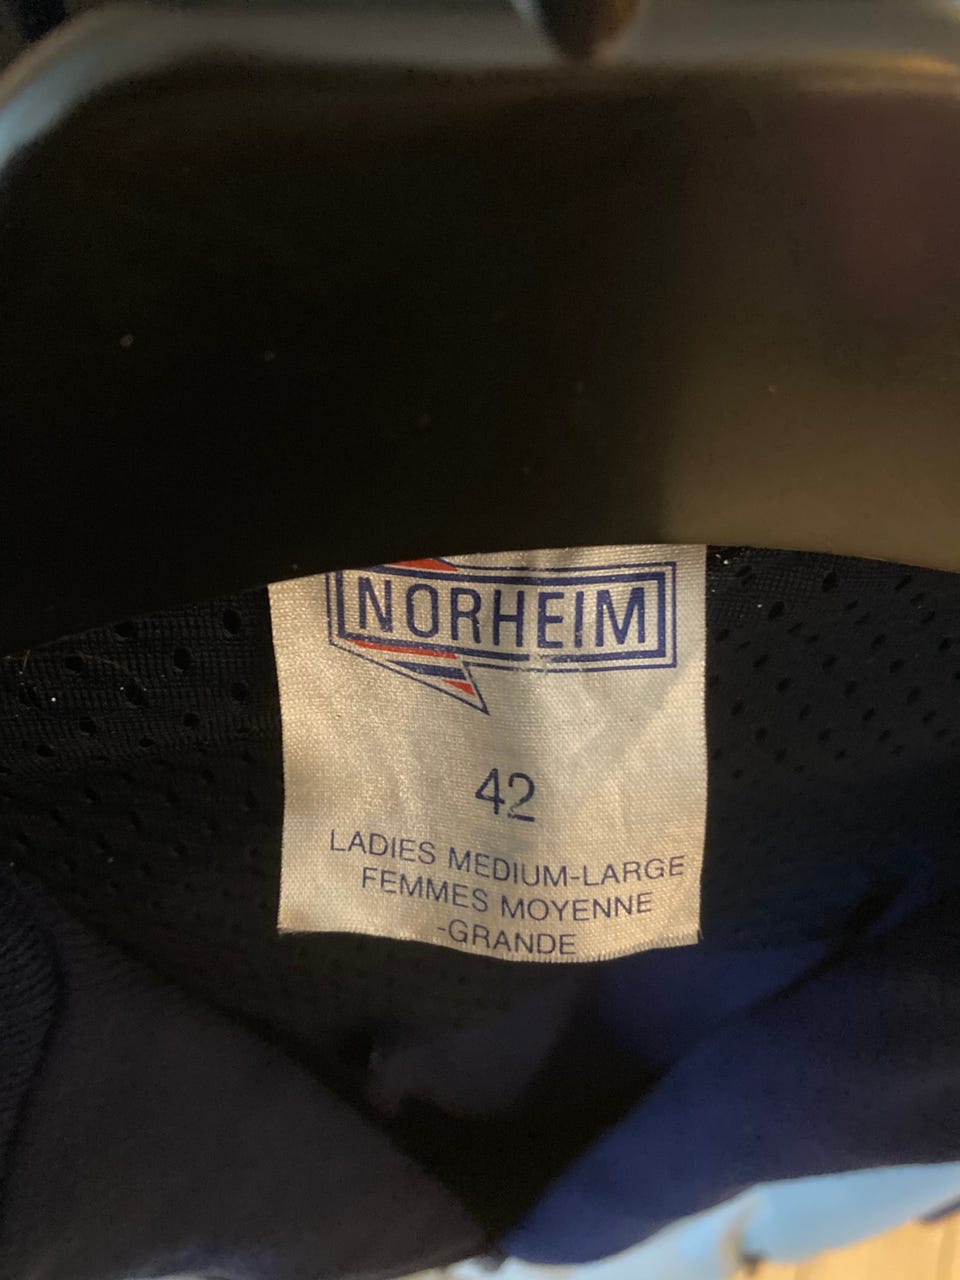 NORHEIM
42
LADIES MEDIUM-LARGE
FEMMES MOYENNE
-GRANDE